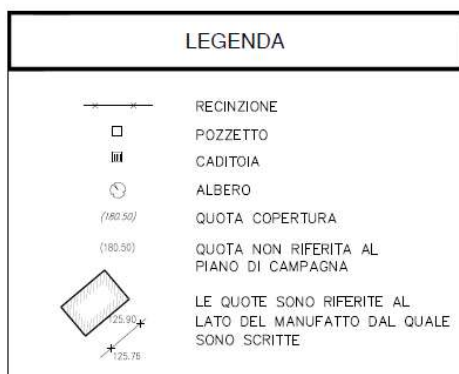 LEGENDA
RECINZIONE
POZZETTO
CADITOIA
ALBERO
(180.50) QUOTA COPERTURA
(180.50) QUOTA NON RIFERITA AL
PIANO DI CAMPAGNA
LE QUOTE SONO RIFERITE AL
125.90 LATO DEL MANUFATTO DAL QUALE
SONO SCRITTE
125.76